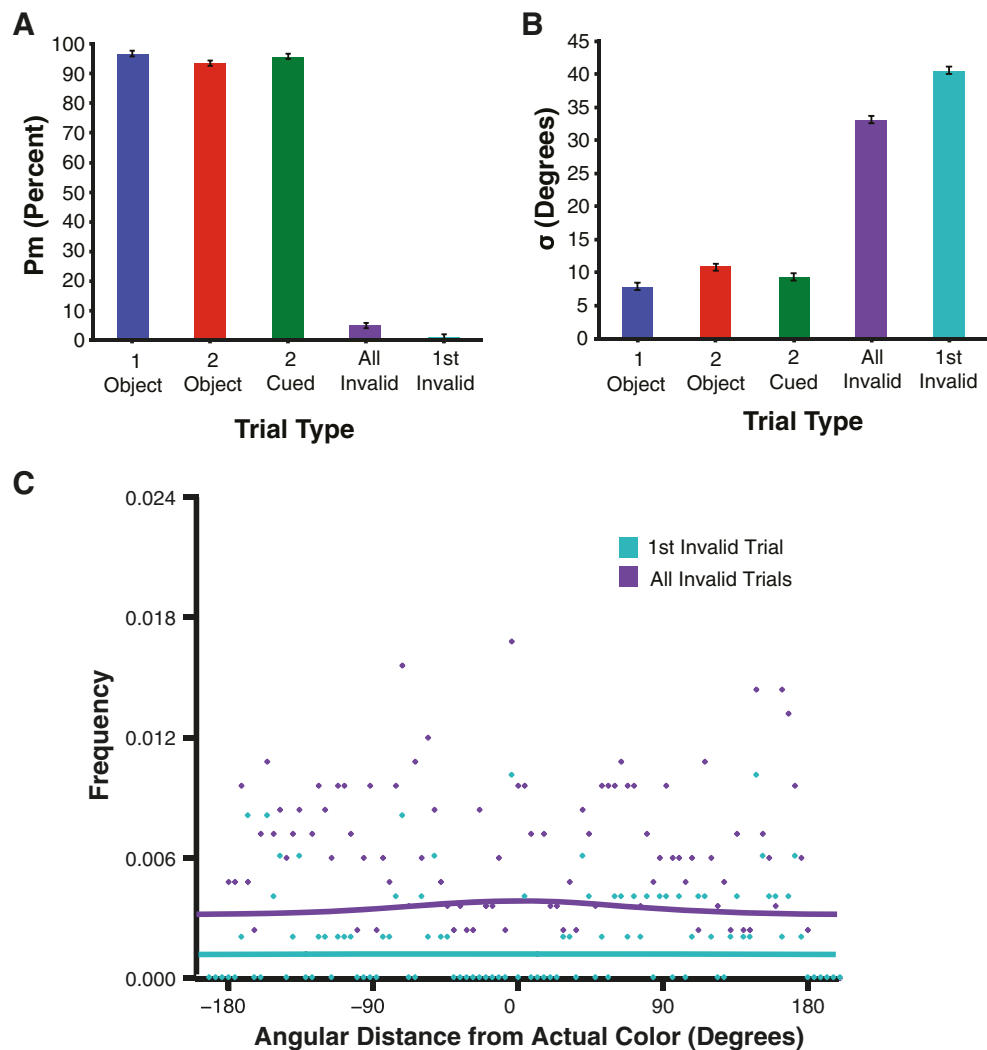 A
Pm (Percent)
100
90
80
70
60
50
40
30
20
10
0
1 Object
2 Object
2 Cued
All Invalid
1st Invalid
Trial Type
B
σ (Degrees)
45
40
35
30
25
20
15
10
5
0
1 Object
2 Object
2 Cued
All Invalid
1st Invalid
Trial Type
C
Frequency
0.024
0.018
0.012
0.006
0.000
1st Invalid Trial
All Invalid Trials
−180
−90
0
90
180
Angular Distance from Actual Color (Degrees)